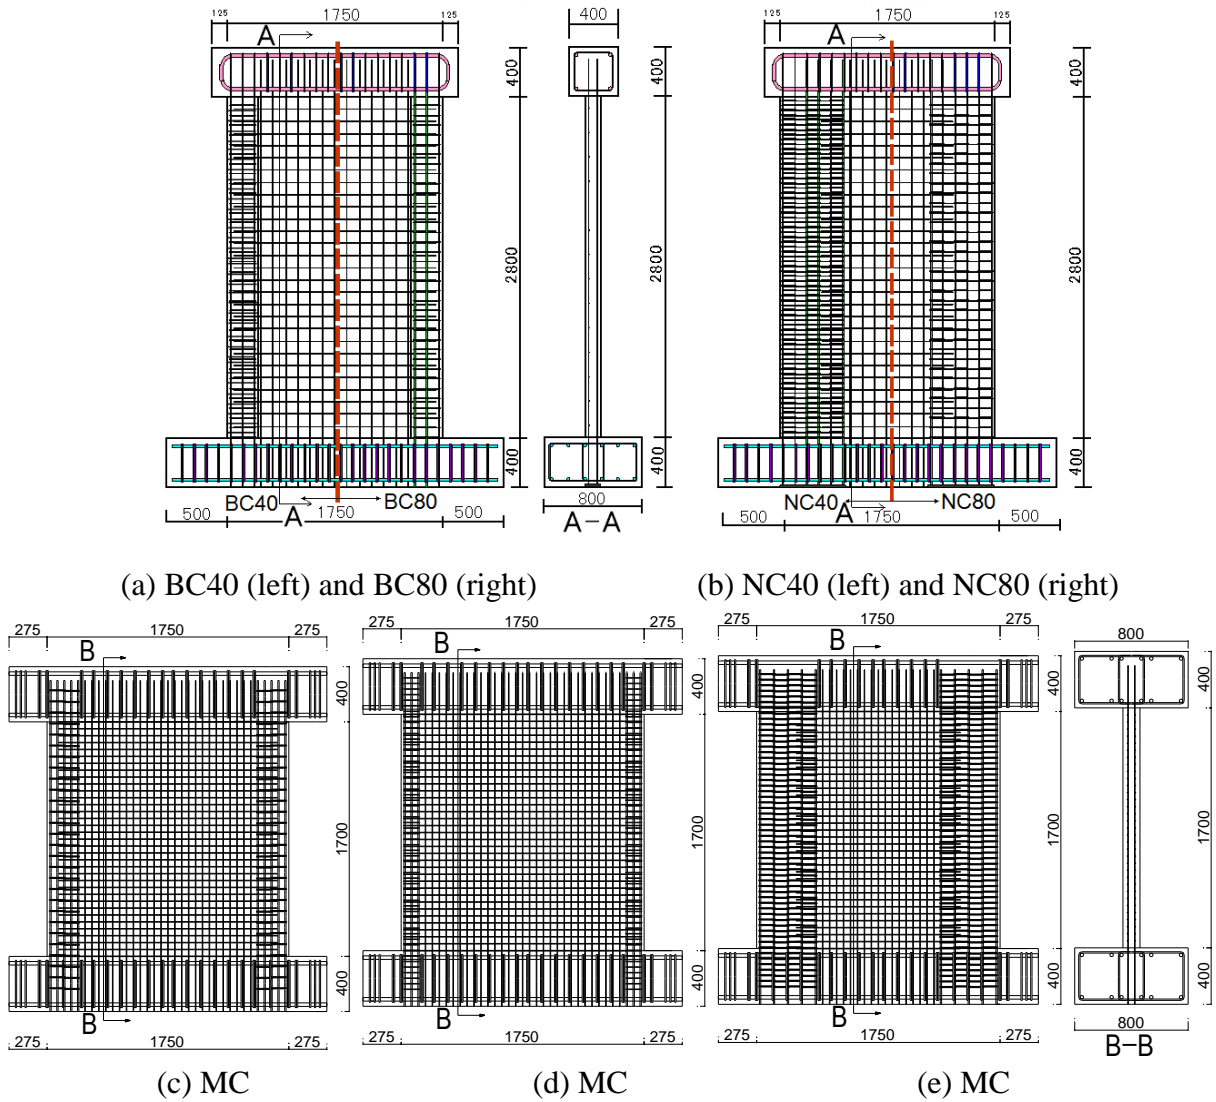 125 1750 125
400
125 1750 125
A
A
400
400
400
2800
2800
2800
400
400
400
BC40 BC80
800
NC40 NC80
500 A 1750 500
A-A
500 A 1750 500
(a) BC40 (left) and BC80 (right)
(b) NC40 (left) and NC80 (right)
275 1750 275
275 1750 275
275 1750 275
800
B
B
B
400
400
400
400
1700
1700
1700
1700
400
400
400
400
B
B
B
275 1750 275
275 1750 275
275 1750 275
800
B-B
(c) MC
(d) MC
(e) MC